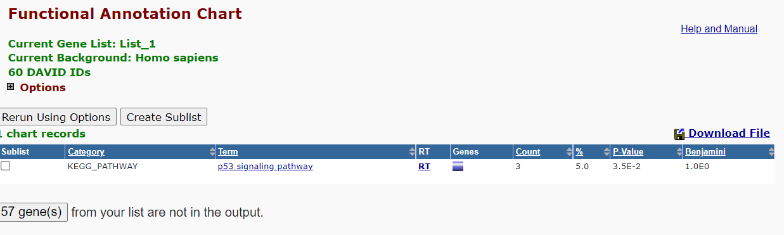 Functional Annotation Chart
Help and Manual
Current Gene List: List_1
Current Background: Homo sapiens
60 DAVID IDs
Options
Rerun Using Options Create Sublist
1 chart records Download File
Sublist Category Term RT Genes Count % P_Value Benjamini
KEGG_PATHWAY p53 signaling pathway RT 3 5.0 3.5E-2 1.0E0
57 gene(s) from your list are not in the output.